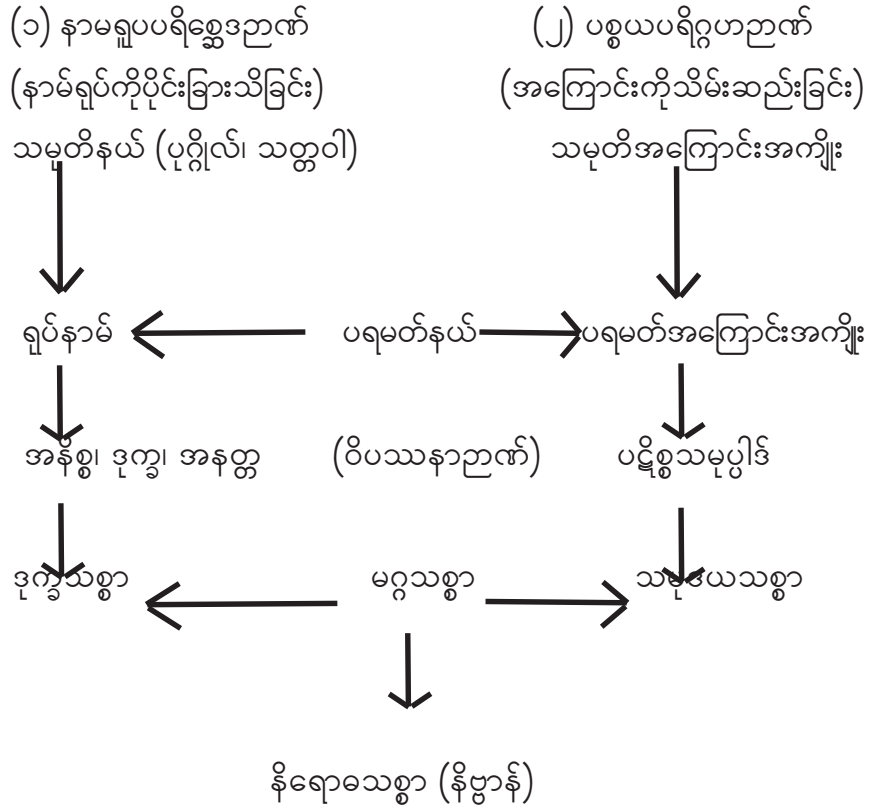 (၁) နာမရူပပရိစ္ဆေဒဉာဏ် (၂) ပစ္စယပရိဂ္ဂဟဉာဏ်
(နာမ်ရုပ်ကိုပိုင်းခြားသိခြင်း) (အကြောင်းကိုသိမ်းဆည်းခြင်း)
သမုတိနယ် (ပုဂ္ဂိုလ်၊ သတ္တဝါ) သမုတိအကြောင်းအကျိုး
ရုပ်နာမ် ပရမတ်နယ် ပရမတ်အကြောင်းအကျိုး
အနိစ္စ၊ ဒုက္ခ၊ အနတ္တ (ဝိပဿနာဉာဏ်) ပဋိစ္စသမုပ္ပါဒ်
ဒုက္ခသစ္စာ မဂ္ဂသစ္စာ သမုဒယသစ္စာ
နိရောဓသစ္စာ (နိဗ္ဗာန်)